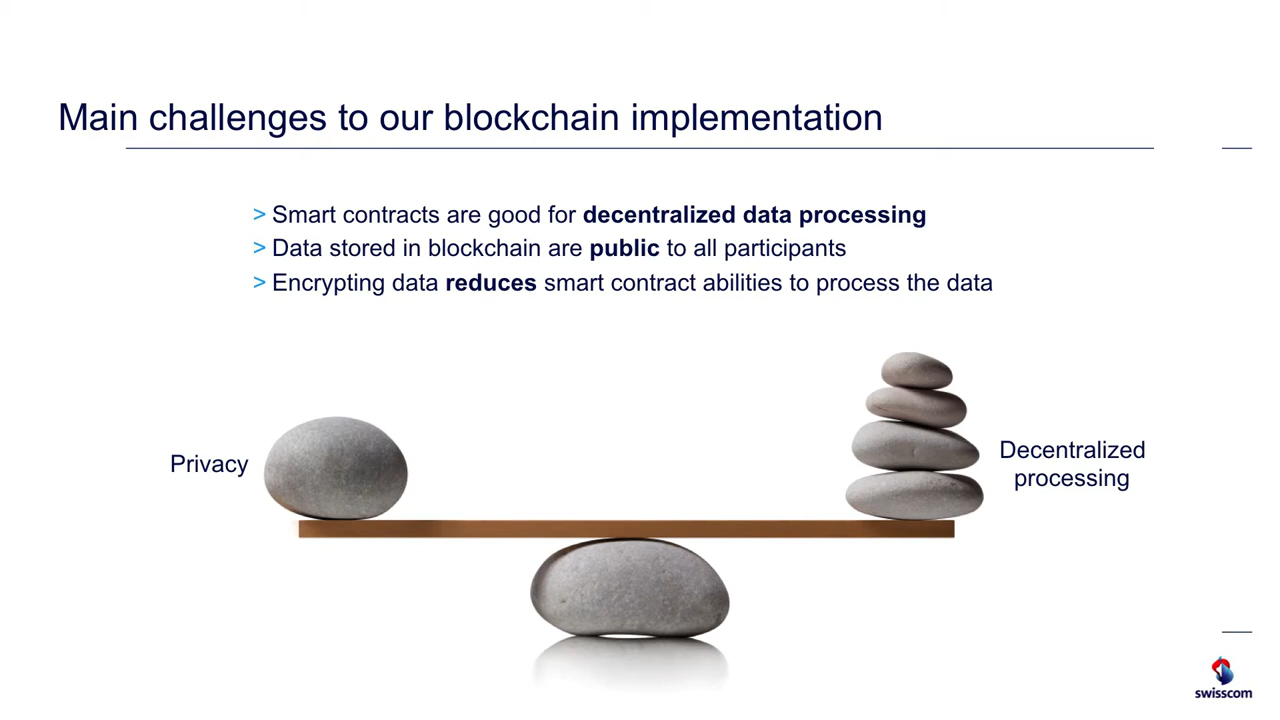 Main challenges to our blockchain implementation
> Smart contracts are good for decentralized data processing
> Data stored in blockchain are public to all participants
> Encrypting data reduces smart contract abilities to process the data
Privacy
Decentralized
processing
swisscom